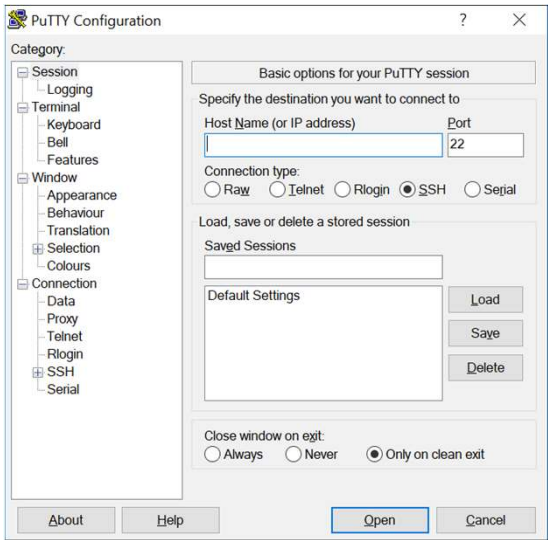 PuTTY Configuration
?
Category:
Session
Logging
Terminal
Keyboard
Bell
Features
Window
Appearance
Behaviour
Translation
Selection
Colours
Connection
Data
Proxy
Telnet
Rlogin
SSH
Serial
Basic options for your PuTTY session
Specify the destination you want to connect to
Host Name (or IP address) Port
22
Connection type:
Raw Telnet Rlogin SSH Serial
Load, save or delete a stored session
Saved Sessions
Default Settings
Load
Save
Delete
Close window on exit:
Always Never Only on clean exit
About Help Open Cancel